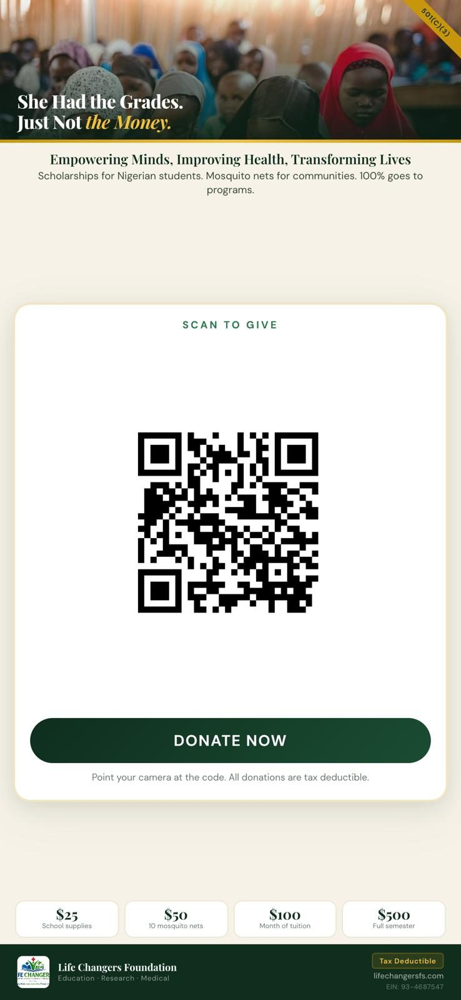 501(C)(3)
She Had the Grades.
Just Not the Money.
Empowering Minds, Improving Health, Transforming Lives
Scholarships for Nigerian students. Mosquito nets for communities. 100% goes to
programs.
SCAN TO GIVE
DONATE NOW
Point your camera at the code. All donations are tax deductible.
$25
School supplies
$50
10 mosquito nets
$100
Month of tuition
$500
Full semester
FE CHANGER
Life Changers Foundation
Education · Research · Medical
Tax Deductible
lifechangersfs.com
EIN: 93-4687547